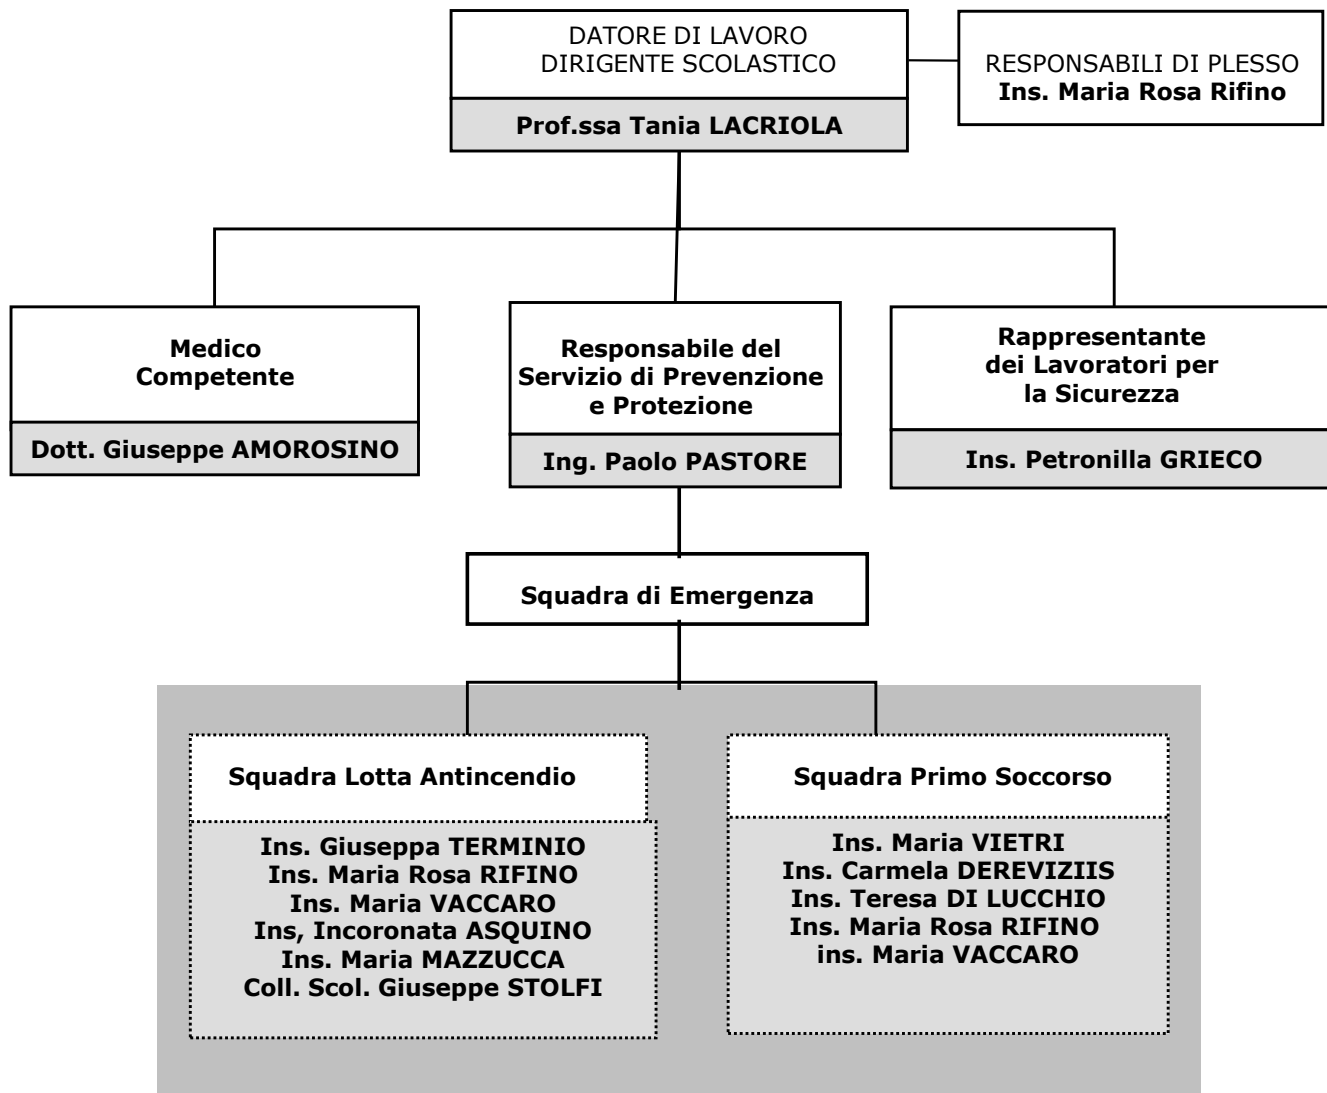 DATORE DI LAVORO
DIRIGENTE SCOLASTICO
Prof.ssa Tania LACRIOLA
RESPONSABILI DI PLESSO
Ins. Maria Rosa Rifino
Medico
Competente
Dott. Giuseppe AMOROSINO
Responsabile del
Servizio di Prevenzione
e Protezione
Ing. Paolo PASTORE
Rappresentante
dei Lavoratori per
la Sicurezza
Ins. Petronilla GRIECO
Squadra di Emergenza
Squadra Lotta Antincendio
Ins. Giuseppa TERMINIO
Ins. Maria Rosa RIFINO
Ins. Maria VACCARO
Ins, Incoronata ASQUINO
Ins. Maria MAZZUCCA
Coll. Scol. Giuseppe STOLFI
Squadra Primo Soccorso
Ins. Maria VIETRI
Ins. Carmela DEREVIZIIS
Ins. Teresa DI LUCCHIO
Ins. Maria Rosa RIFINO
ins. Maria VACCARO